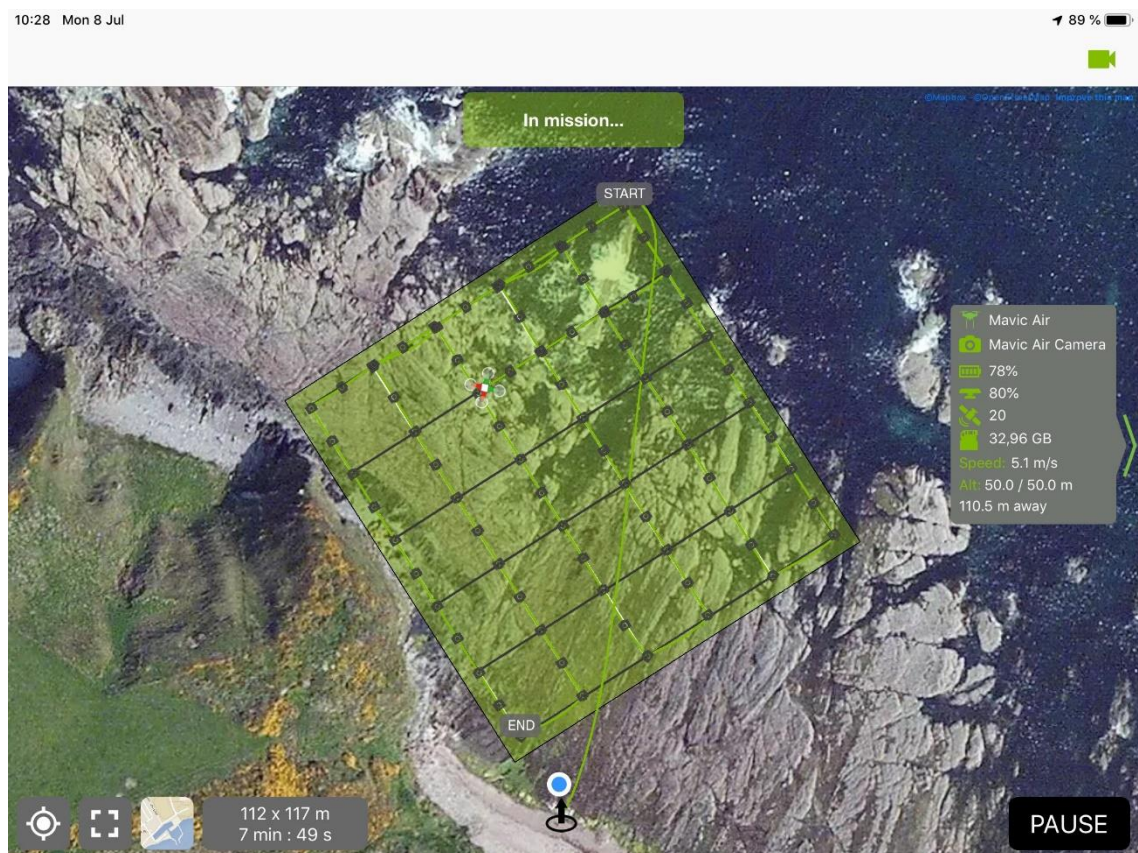 10:28 Mon 8 Jul
89 %
In mission...
START
Mavic Air
Mavic Air Camera
78%
80%
20
32,96 GB
Speed: 5.1 m/s
Alt: 50.0 / 50.0 m
110.5 m away
END
112 x 117 m
7 min : 49 s
PAUSE